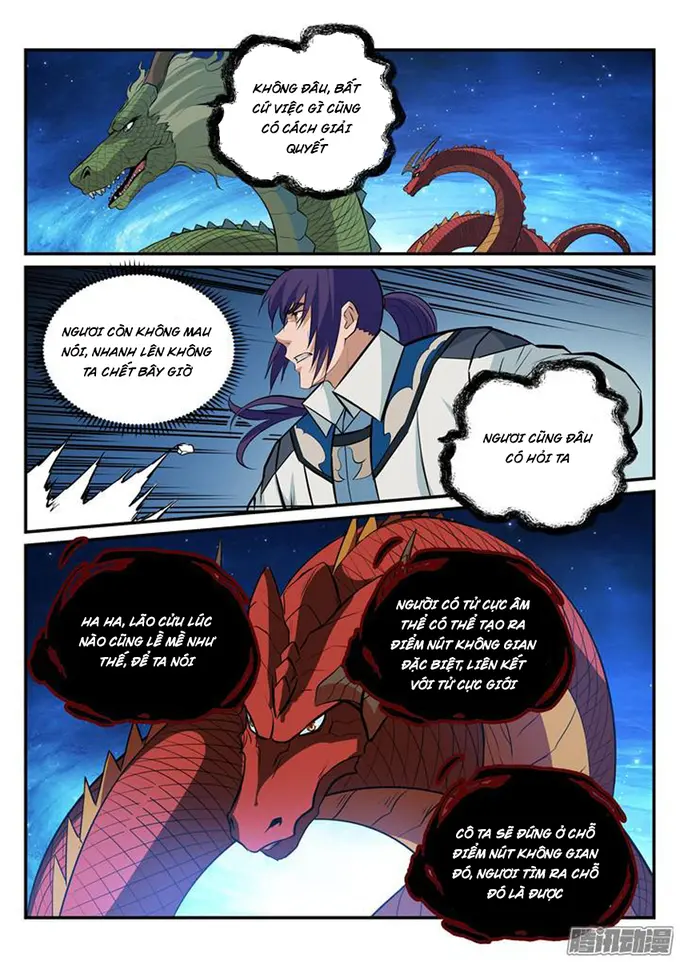 KHÔNG ĐÂU, BẤT
CỨ VIỆC GÌ CŨNG
CÓ CÁCH GIẢI
QUYẾT
NGƯƠI CÒN KHÔNG MAU
NÓI, NHANH LÊN KHÔNG
TA CHẾT BÂY GIỜ
NGƯƠI CŨNG ĐÂU
CÓ HỎI TA
HA HA, LÃO CỬU LÚC
NÀO CŨNG LỀ MỀ NHƯ
THẾ, ĐỂ TA NÓI
NGƯỜI CÓ TỬ CỰC ÂM
THỂ CÓ THỂ TẠO RA
ĐIỂM NÚT KHÔNG GIAN
ĐẶC BIỆT, LIÊN KẾT
VỚI TỬ CỰC GIỚI
CÔ TA SẼ ĐỨNG Ở CHỖ
ĐIỂM NÚT KHÔNG GIAN
ĐÓ, NGƯƠI TÌM RA CHỖ
ĐÓ LÀ ĐƯỢC
腾讯动漫